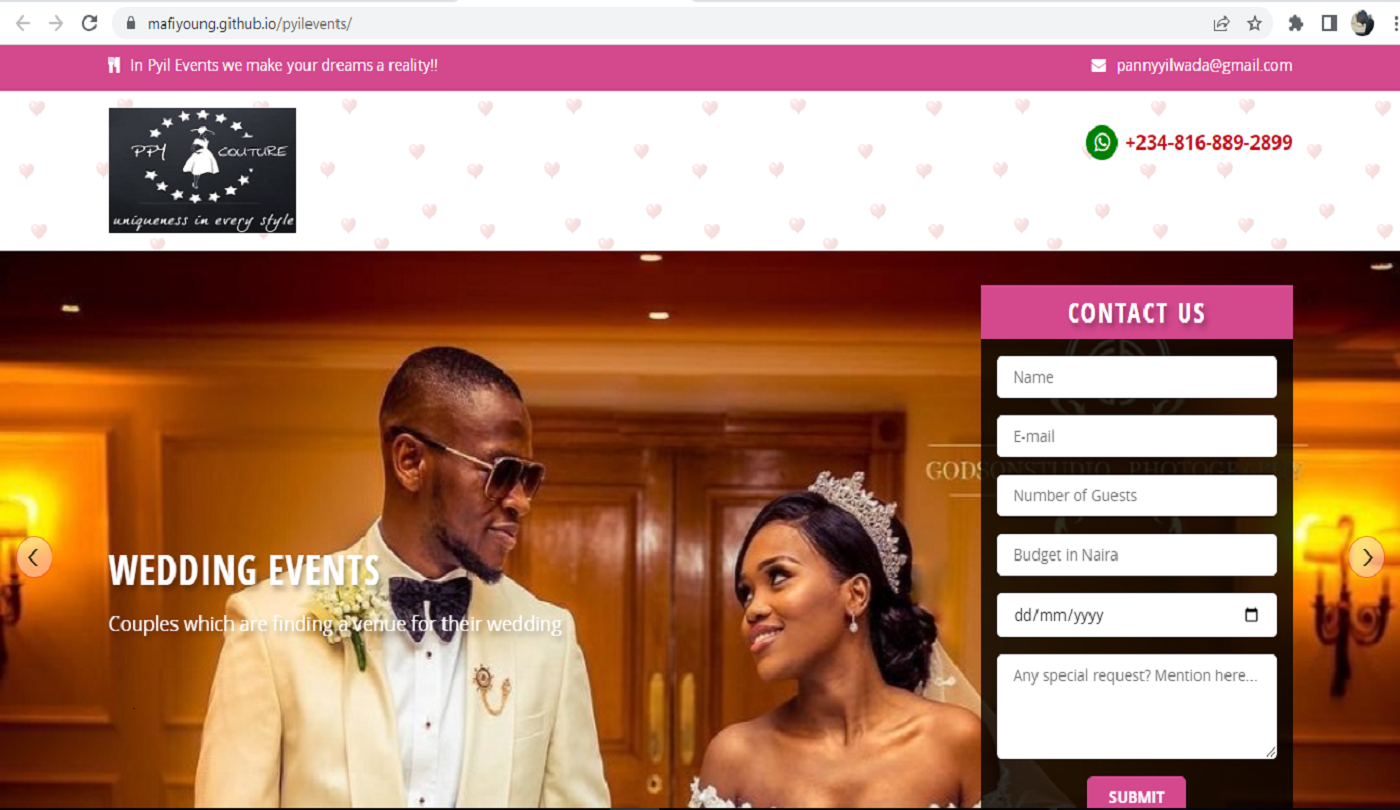 mafiyoung.github.io/pyilevents/
In Pyil Events we make your dreams a reality!!
pannyyilwada@gmail.com
PPY COUTURE
uniqueness in every style
+234-816-889-2899
CONTACT US
Name
E-mail
GODSONSTUDIO PHOTOGRAPHY
Number of Guests
Budget in Naira
WEDDING EVENTS
Couples which are finding a venue for their wedding
dd/mm/yyyy
Any special request? Mention here...
SUBMIT